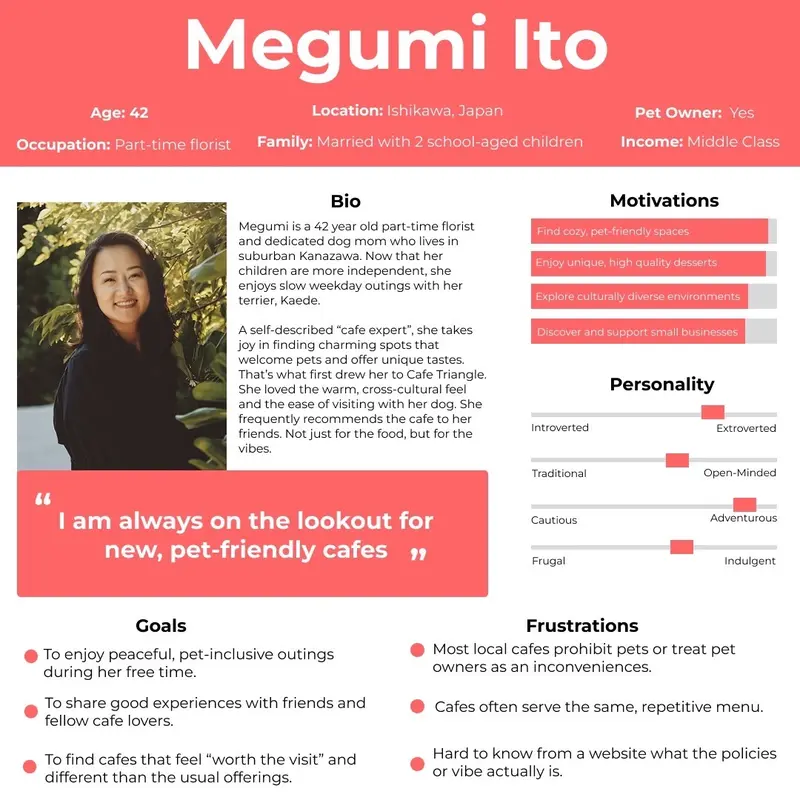 Megumi Ito
Age: 42
Location: Ishikawa, Japan
Pet Owner: Yes
Occupation: Part-time florist
Family: Married with 2 school-aged children
Income: Middle Class
Bio
Megumi is a 42 year old part-time florist
and dedicated dog mom who lives in
suburban Kanazawa. Now that her
children are more independent, she
enjoys slow weekday outings with her
terrier, Kaede.
A self-described “cafe expert”, she takes
joy in finding charming spots that
welcome pets and offer unique tastes.
That’s what first drew her to Cafe Triangle.
She loved the warm, cross-cultural feel
and the ease of visiting with her dog. She
frequently recommends the cafe to her
friends. Not just for the food, but for the
vibes.
“ I am always on the lookout for
new, pet-friendly cafes ”
Motivations
Find cozy, pet-friendly spaces
Enjoy unique, high quality desserts
Explore culturally diverse environments
Discover and support small businesses
Personality
Introverted Extroverted
Traditional Open-Minded
Cautious Adventurous
Frugal Indulgent
Goals
To enjoy peaceful, pet-inclusive outings
during her free time.
To share good experiences with friends and
fellow cafe lovers.
To find cafes that feel “worth the visit” and
different than the usual offerings.
Frustrations
Most local cafes prohibit pets or treat pet
owners as an inconveniences.
Cafes often serve the same, repetitive menu.
Hard to know from a website what the policies
or vibe actually is.